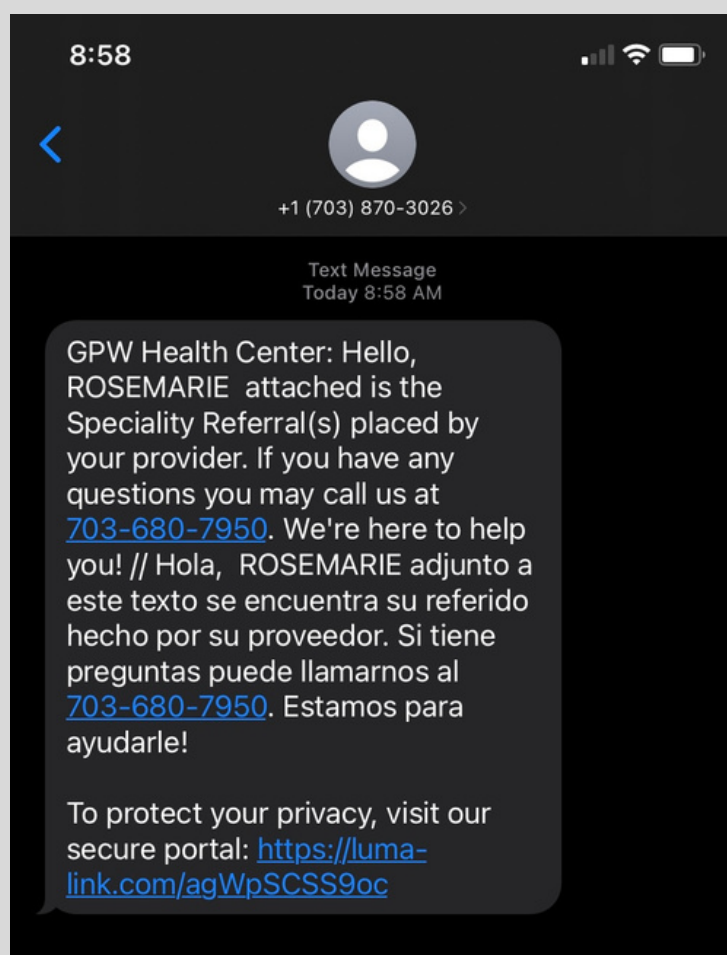 8:58
+1 (703) 870-3026
Text Message
Today 8:58 AM
GPW Health Center: Hello,
ROSEMARIE  attached is the
Speciality Referral(s) placed by
your provider. If you have any
questions you may call us at
703-680-7950. We're here to help
you! // Hola,  ROSEMARIE adjunto a
este texto se encuentra su referido
hecho por su proveedor. Si tiene
preguntas puede llamarnos al
703-680-7950. Estamos para
ayudarle!
To protect your privacy, visit our
secure portal: https://luma-
link.com/agWpSCSS9oc